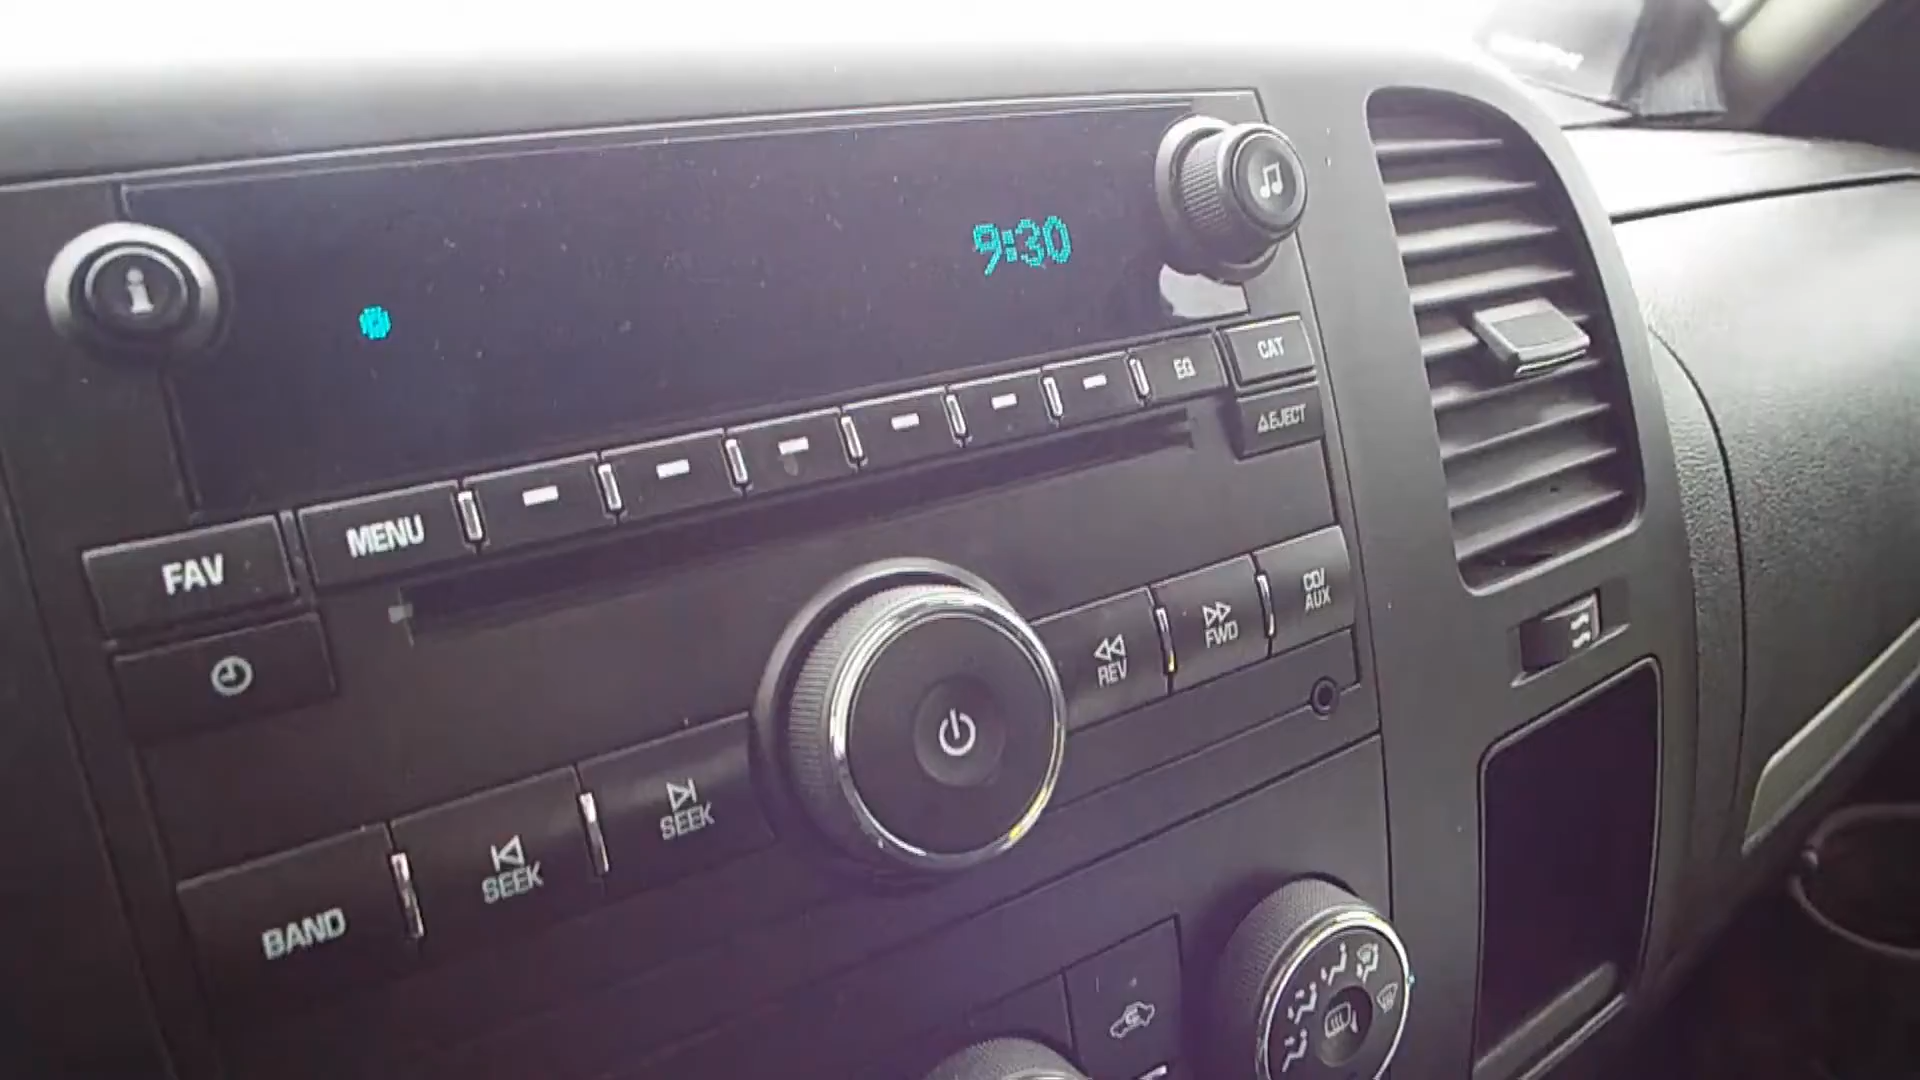 9:30
CAT
EQ
EJECT
MENU
FAV
CD/
AUX
FWD
REV
SEEK
SEEK
BAND